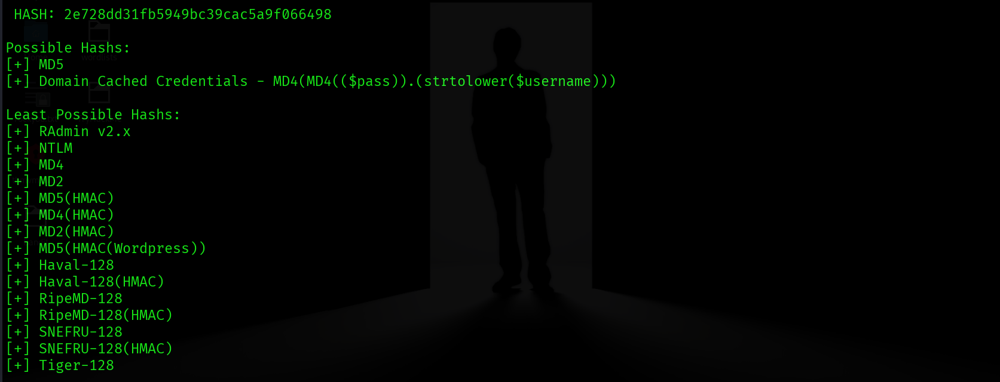 HASH: 2e728dd31fb5949bc39cac5a9f066498
Possible Hashs:
[+] MD5
[+] Domain Cached Credentials - MD4(MD4(($pass)).(strtolower($username)))
Least Possible Hashs:
[+] RAdmin v2.x
[+] NTLM
[+] MD4
[+] MD2
[+] MD5(HMAC)
[+] MD4(HMAC)
[+] MD2(HMAC)
[+] MD5(HMAC(Wordpress))
[+] Haval-128
[+] Haval-128(HMAC)
[+] RipeMD-128
[+] RipeMD-128(HMAC)
[+] SNEFRU-128
[+] SNEFRU-128(HMAC)
[+] Tiger-128